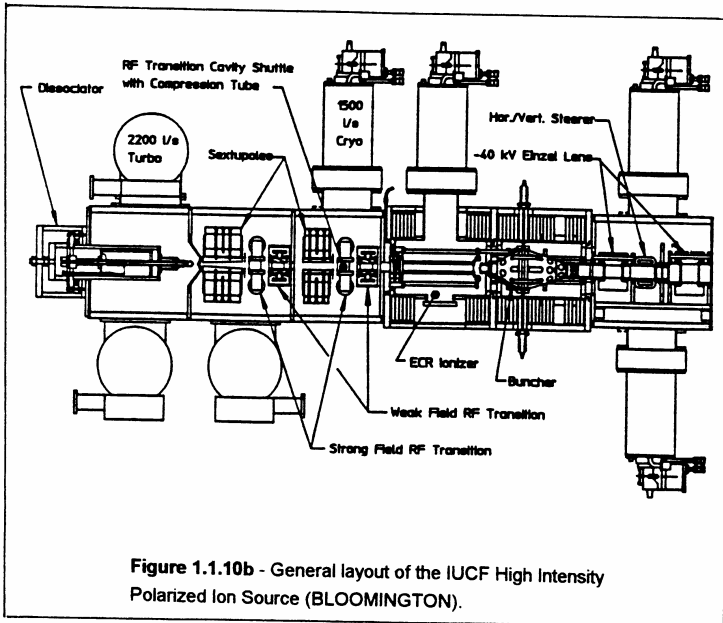 RF Transition Cavity Shuttle
with Compression Tube
Dissociator
1500
l/s
Cryo
Hor./Vert. Steerer
2200 l/s
Turbo
Sextupoles
-40 kV Einzel Lens
ECR Ionizer
Buncher
Weak Field RF Transition
Strong Field RF Transition
Figure 1.1.10b - General layout of the IUCF High Intensity
Polarized Ion Source (BLOOMINGTON).